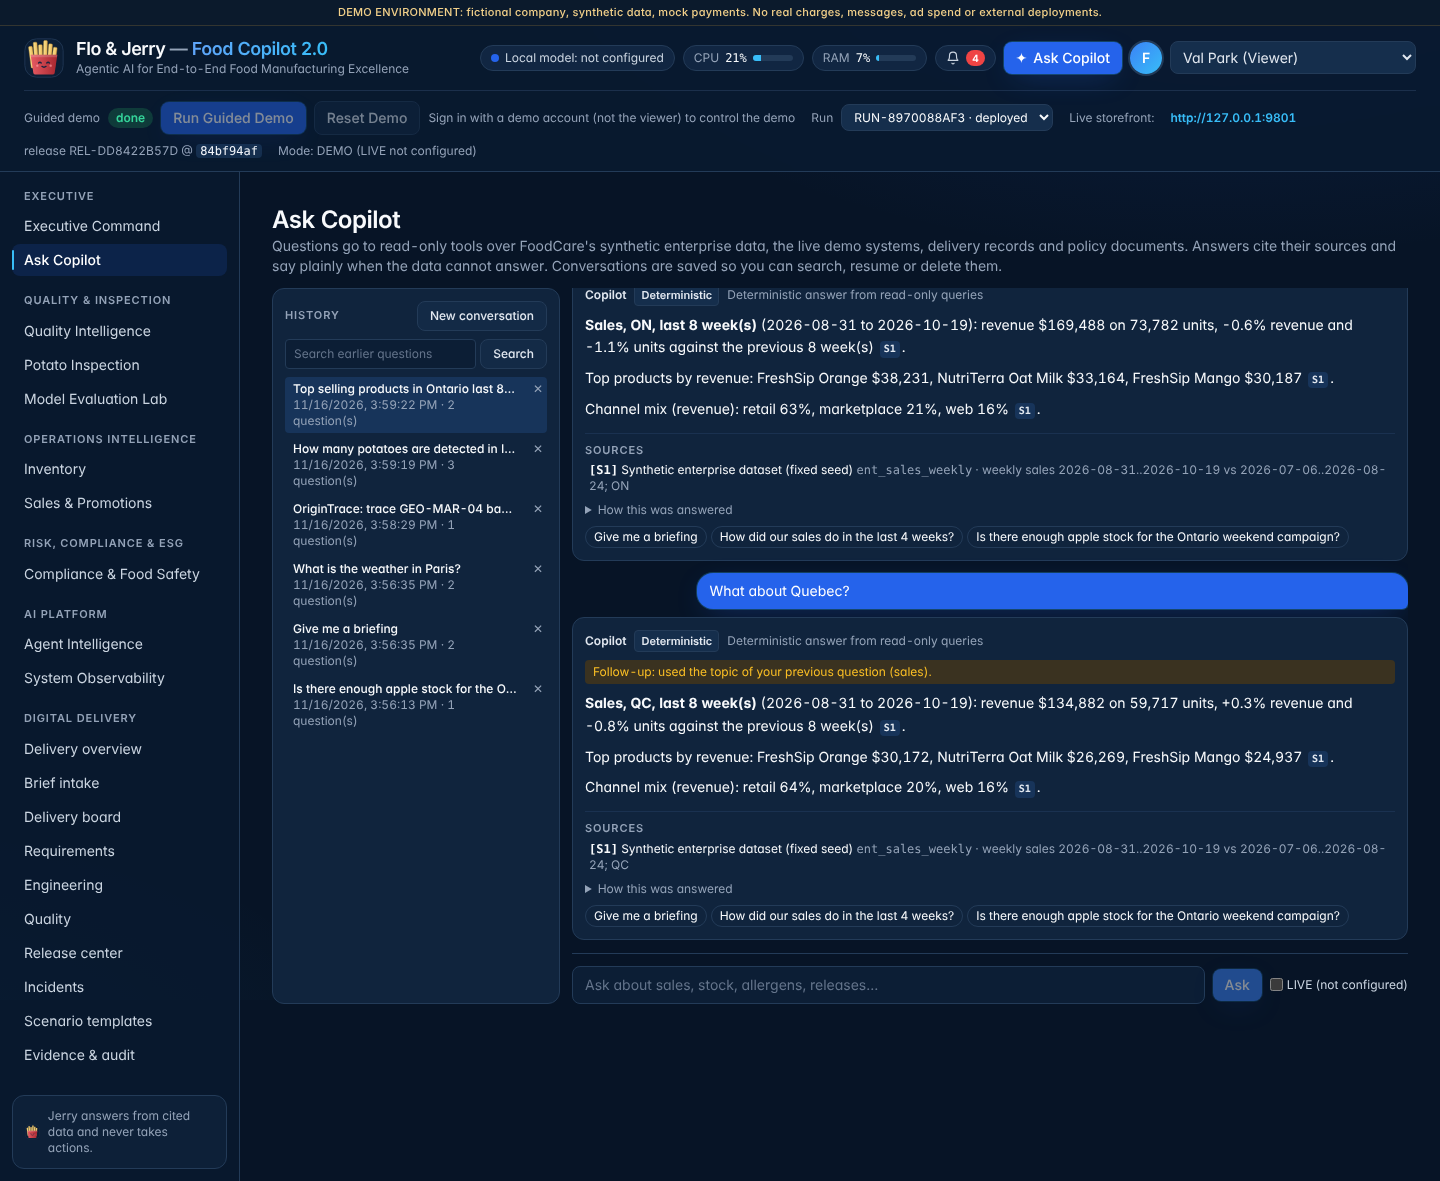 DEMO ENVIRONMENT: fictional company, synthetic data, mock payments. No real charges, messages, ad spend or external deployments.
Flo & Jerry — Food Copilot 2.0
Agentic AI for End-to-End Food Manufacturing Excellence
Local model: not configured
CPU 21%
RAM 7%
4
✦ Ask Copilot
F
Val Park (Viewer)
Guided demo done Run Guided Demo Reset Demo Sign in with a demo account (not the viewer) to control the demo Run RUN-8970088AF3 · deployed Live storefront: http://127.0.0.1:9801
release REL-DD8422B57D @ 84bf94af Mode: DEMO (LIVE not configured)
EXECUTIVE
Executive Command
Ask Copilot
QUALITY & INSPECTION
Quality Intelligence
Potato Inspection
Model Evaluation Lab
OPERATIONS INTELLIGENCE
Inventory
Sales & Promotions
RISK, COMPLIANCE & ESG
Compliance & Food Safety
AI PLATFORM
Agent Intelligence
System Observability
DIGITAL DELIVERY
Delivery overview
Brief intake
Delivery board
Requirements
Engineering
Quality
Release center
Incidents
Scenario templates
Evidence & audit
Jerry answers from cited
data and never takes
actions.
Ask Copilot
Questions go to read-only tools over FoodCare's synthetic enterprise data, the live demo systems, delivery records and policy documents. Answers cite their sources and
say plainly when the data cannot answer. Conversations are saved so you can search, resume or delete them.
HISTORY
New conversation
Search earlier questions
Search
Top selling products in Ontario last 8... ×
11/16/2026, 3:59:22 PM · 2
question(s)
How many potatoes are detected in I... ×
11/16/2026, 3:59:19 PM · 3
question(s)
OriginTrace: trace GEO-MAR-04 ba... ×
11/16/2026, 3:58:29 PM · 1
question(s)
What is the weather in Paris? ×
11/16/2026, 3:56:35 PM · 2
question(s)
Give me a briefing ×
11/16/2026, 3:56:35 PM · 2
question(s)
Is there enough apple stock for the O... ×
11/16/2026, 3:56:13 PM · 1
question(s)
Copilot Deterministic Deterministic answer from read-only queries
Sales, ON, last 8 week(s) (2026-08-31 to 2026-10-19): revenue $169,488 on 73,782 units, -0.6% revenue and
-1.1% units against the previous 8 week(s) S1 .
Top products by revenue: FreshSip Orange $38,231, NutriTerra Oat Milk $33,164, FreshSip Mango $30,187 S1 .
Channel mix (revenue): retail 63%, marketplace 21%, web 16% S1 .
SOURCES
[S1] Synthetic enterprise dataset (fixed seed) ent_sales_weekly · weekly sales 2026-08-31..2026-10-19 vs 2026-07-06..2026-08-
24; ON
How this was answered
Give me a briefing
How did our sales do in the last 4 weeks?
Is there enough apple stock for the Ontario weekend campaign?
What about Quebec?
Copilot Deterministic Deterministic answer from read-only queries
Follow-up: used the topic of your previous question (sales).
Sales, QC, last 8 week(s) (2026-08-31 to 2026-10-19): revenue $134,882 on 59,717 units, +0.3% revenue and
-0.8% units against the previous 8 week(s) S1 .
Top products by revenue: FreshSip Orange $30,172, NutriTerra Oat Milk $26,269, FreshSip Mango $24,937 S1 .
Channel mix (revenue): retail 64%, marketplace 20%, web 16% S1 .
SOURCES
[S1] Synthetic enterprise dataset (fixed seed) ent_sales_weekly · weekly sales 2026-08-31..2026-10-19 vs 2026-07-06..2026-08-
24; QC
How this was answered
Give me a briefing
How did our sales do in the last 4 weeks?
Is there enough apple stock for the Ontario weekend campaign?
Ask about sales, stock, allergens, releases...
Ask
LIVE (not configured)